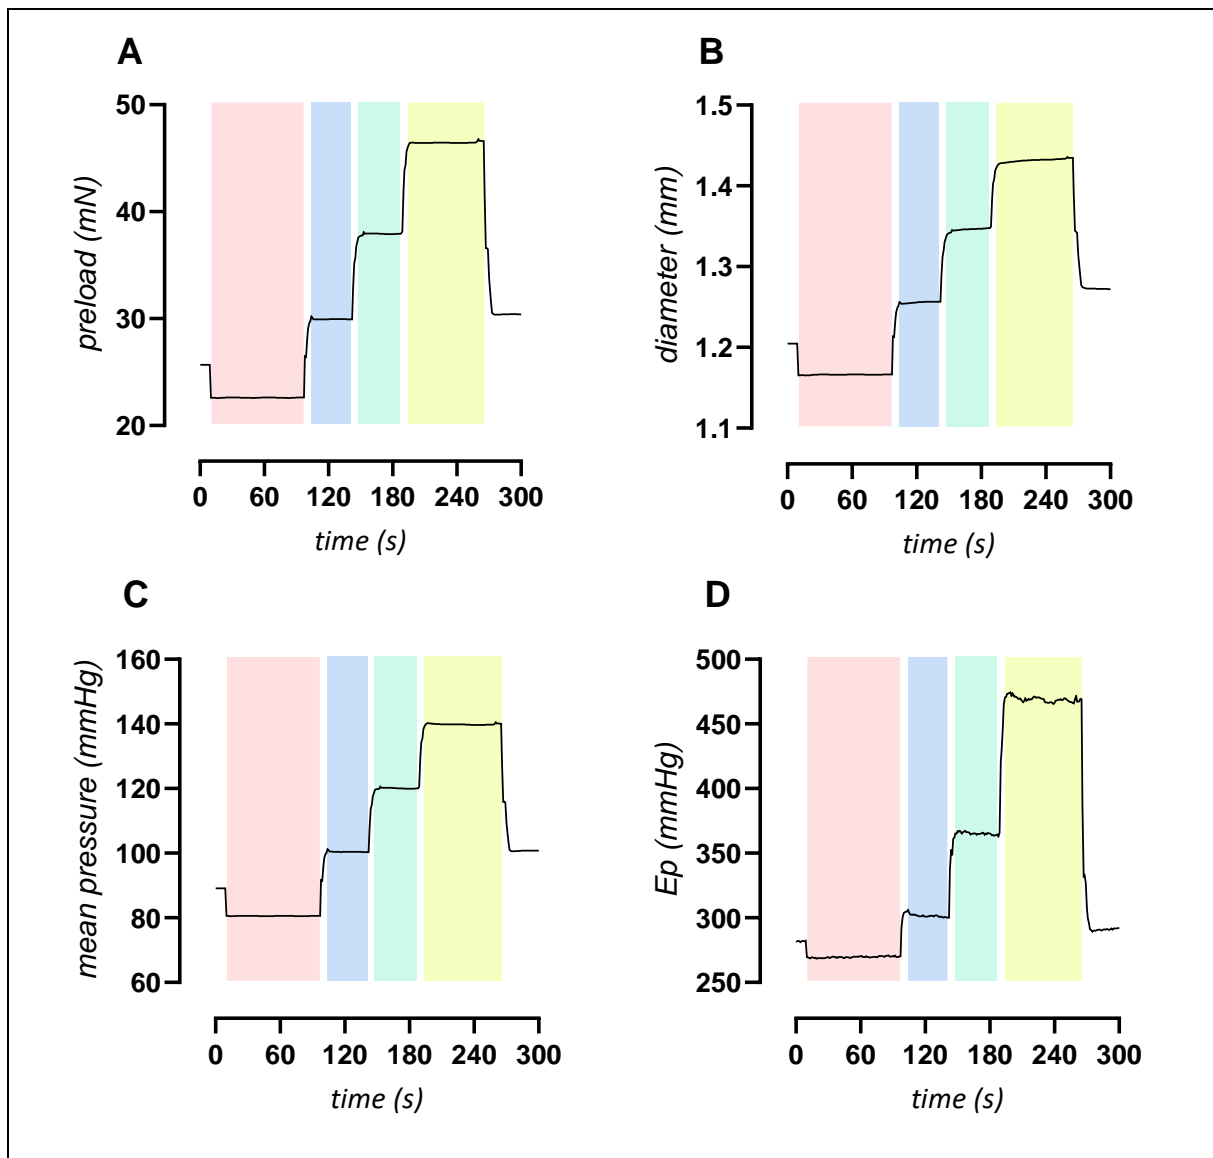 A
50
40
30
20
preload (mN)
0 60 120 180 240 300
time (s)
B
1.5
1.4
1.3
1.2
1.1
diameter (mm)
0 60 120 180 240 300
time (s)
C
160
140
120
100
80
60
mean pressure (mmHg)
0 60 120 180 240 300
time (s)
D
500
450
400
350
300
250
Ep (mmHg)
0 60 120 180 240 300
time (s)